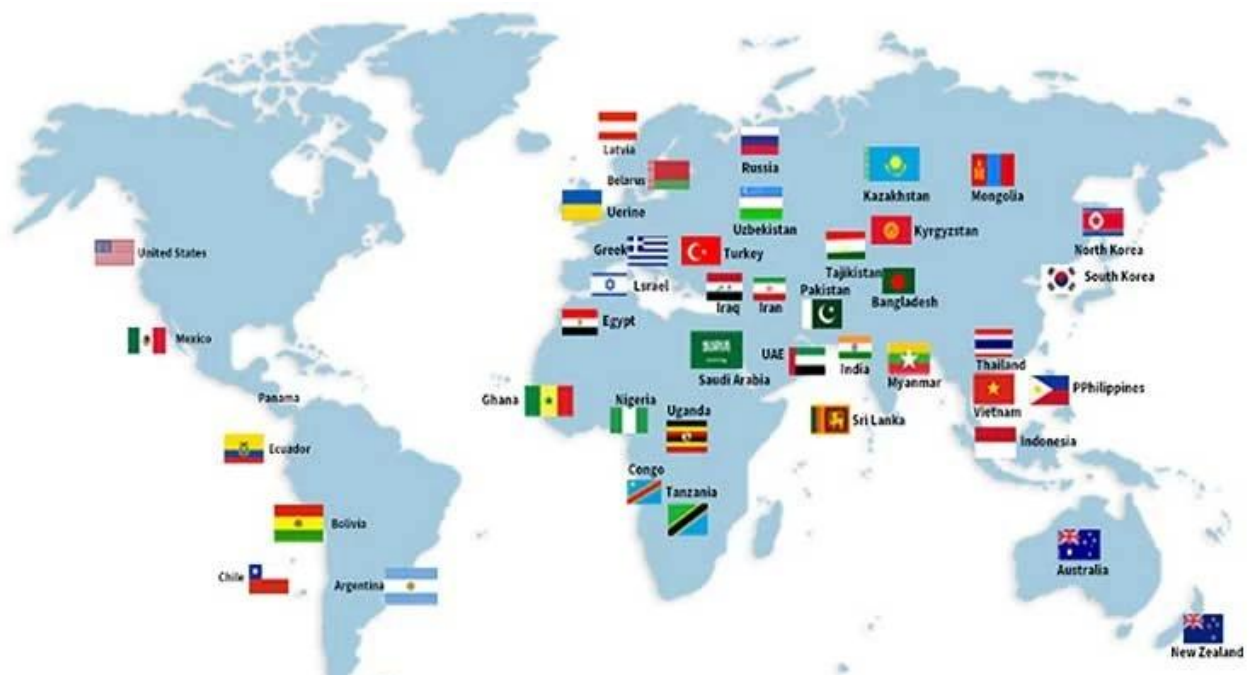 Latvia
Russia
Belarus
Kazakhstan
Mongolia
Uerine
Uzbekistan
Kyrgyzstan
North Korea
United States
Greek
Turkey
Tajikistan
South Korea
Lsrael
Iraq
Iran
Pakistan
Bangladesh
Egypt
Mexico
Saudi Arabia
UAE
India
Myanmar
Thailand
PPhilippines
Panama
Ghana
Nigeria
Uganda
Sri Lanka
Vietnam
Indonesia
Ecuador
Congo
Tanzania
Bolivia
Chile
Argentina
Australia
New Zealand